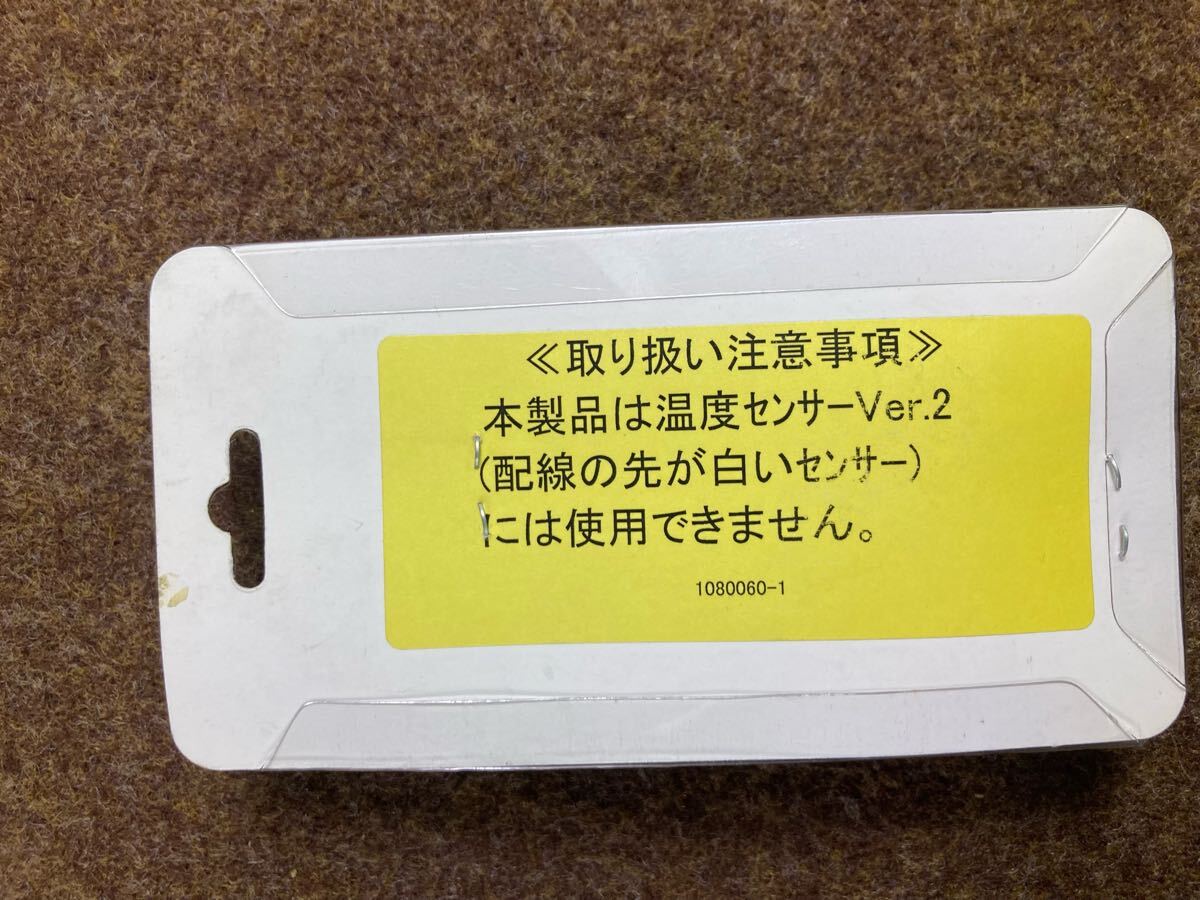 ≪取り扱い注意事項≫
本製品は温度センサーVer.2
(配線の先が白いセンサー)
には使用できません。
1080060-1